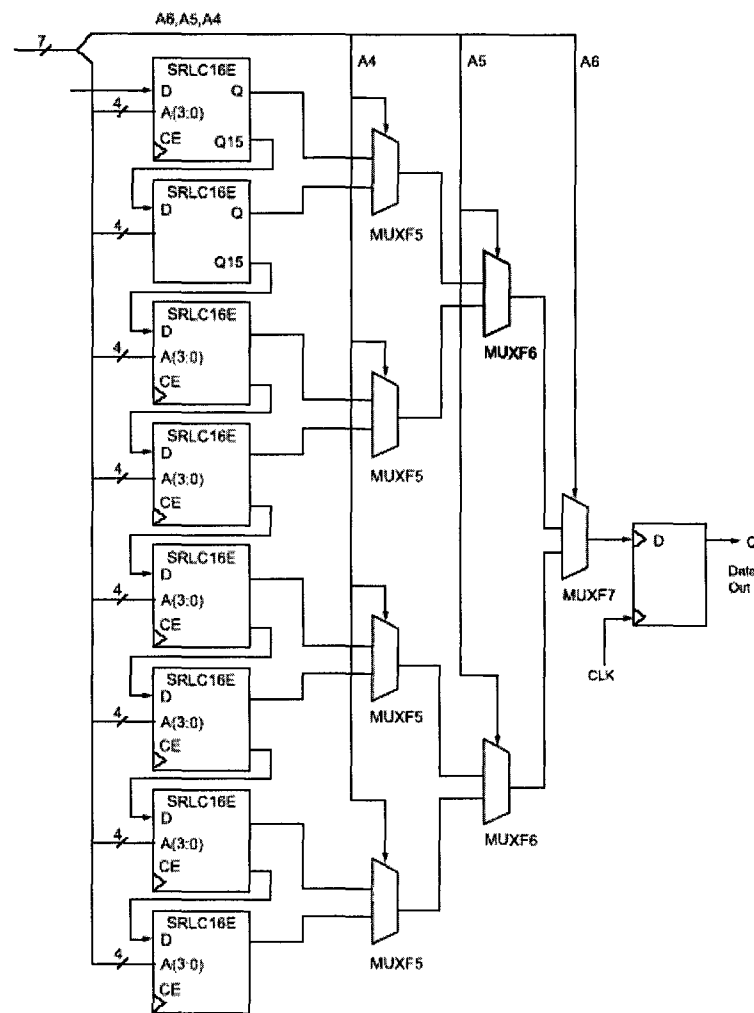 A6,A5,A4
7
A4
A5
A6
SRLC16E
D
Q
4
A(3:0)
CE
Q15
SRLC16E
D
Q
4
Q15
MUXF5
SRLC16E
D
4
A(3:0)
CE
MUXF6
SRLC16E
D
4
A(3:0)
CE
MUXF5
SRLC16E
D
4
A(3:0)
CE
MUXF7
D
Q
Data
Out
CLK
SRLC16E
D
4
A(3:0)
CE
MUXF5
SRLC16E
D
4
A(3:0)
CE
MUXF6
SRLC16E
D
4
A(3:0)
CE
MUXF5